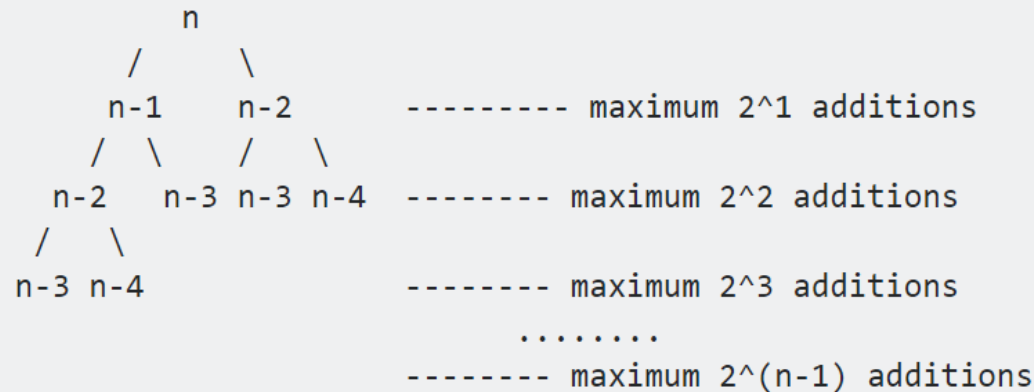 n
/ \
n-1 n-2 --------- maximum 2^1 additions
/ \ / \
n-2 n-3 n-3 n-4 -------- maximum 2^2 additions
/ \
n-3 n-4 -------- maximum 2^3 additions
........
-------- maximum 2^(n-1) additions